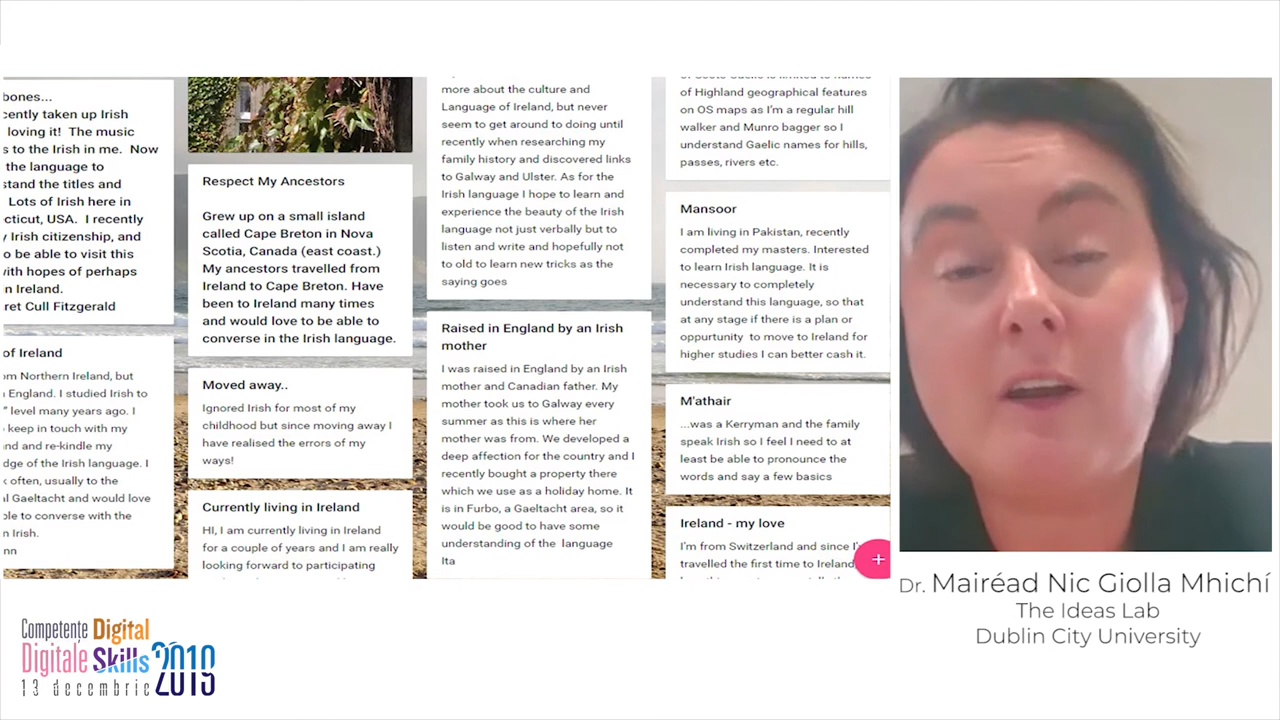 bones...
cently taken up Irish
loving it! The music
s to the Irish in me. Now
the language to
stand the titles and
Lots of Irish here in
cticut, USA. I recently
y Irish citizenship, and
o be able to visit this
with hopes of perhaps
n Ireland.
ret Cull Fitzgerald
of Ireland
om Northern Ireland, but
England. I studied Irish to
" level many years ago. I
keep in touch with my
nd and re-kindle my
dge of the Irish language. I
k often, usually to the
al Gaeltacht and would love
ble to converse with the
n Irish.
nn
Respect My Ancestors
Grew up on a small island
called Cape Breton in Nova
Scotia, Canada (east coast.)
My ancestors travelled from
Ireland to Cape Breton. Have
been to Ireland many times
and would love to be able to
converse in the Irish language.
Moved away..
Ignored Irish for most of my
childhood but since moving away I
have realised the errors of my
ways!
Currently living in Ireland
HI, I am currently living in Ireland
for a couple of years and I am really
looking forward to participating
more about the culture and
Language of Ireland, but never
seem to get around to doing until
recently when researching my
family history and discovered links
to Galway and Ulster. As for the
Irish language I hope to learn and
experience the beauty of the Irish
language not just verbally but to
listen and write and hopefully not
to old to learn new tricks as the
saying goes
Raised in England by an Irish
mother
I was raised in England by an Irish
mother and Canadian father. My
mother took us to Galway every
summer as this is where her
mother was from. We developed a
deep affection for the country and I
recently bought a property there
which we use as a holiday home. It
is in Furbo, a Gaeltacht area, so it
would be good to have some
understanding of the language
Ita
of Scots Gaelic is limited to names
of Highland geographical features
on OS maps as I'm a regular hill
walker and Munro bagger so I
understand Gaelic names for hills,
passes, rivers etc.
Mansoor
I am living in Pakistan, recently
completed my masters. Interested
to learn Irish language. It is
necessary to completely
understand this language, so that
at any stage if there is a plan or
oppurtunity to move to Ireland for
higher studies I can better cash it.
M'athair
...was a Kerryman and the family
speak Irish so I feel I need to at
least be able to pronounce the
words and say a few basics
Ireland - my love
I'm from Switzerland and since I'
travelled the first time to Ireland
+
Dr. Mairéad Nic Giolla Mhichí
The Ideas Lab
Dublin City University
Competențe Digital
Digitale Skills 2019
13 decembrie